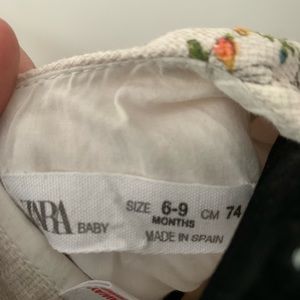 ZARA BABY
SIZE 6-9 CM 74
MONTHS
MADE IN SPAIN